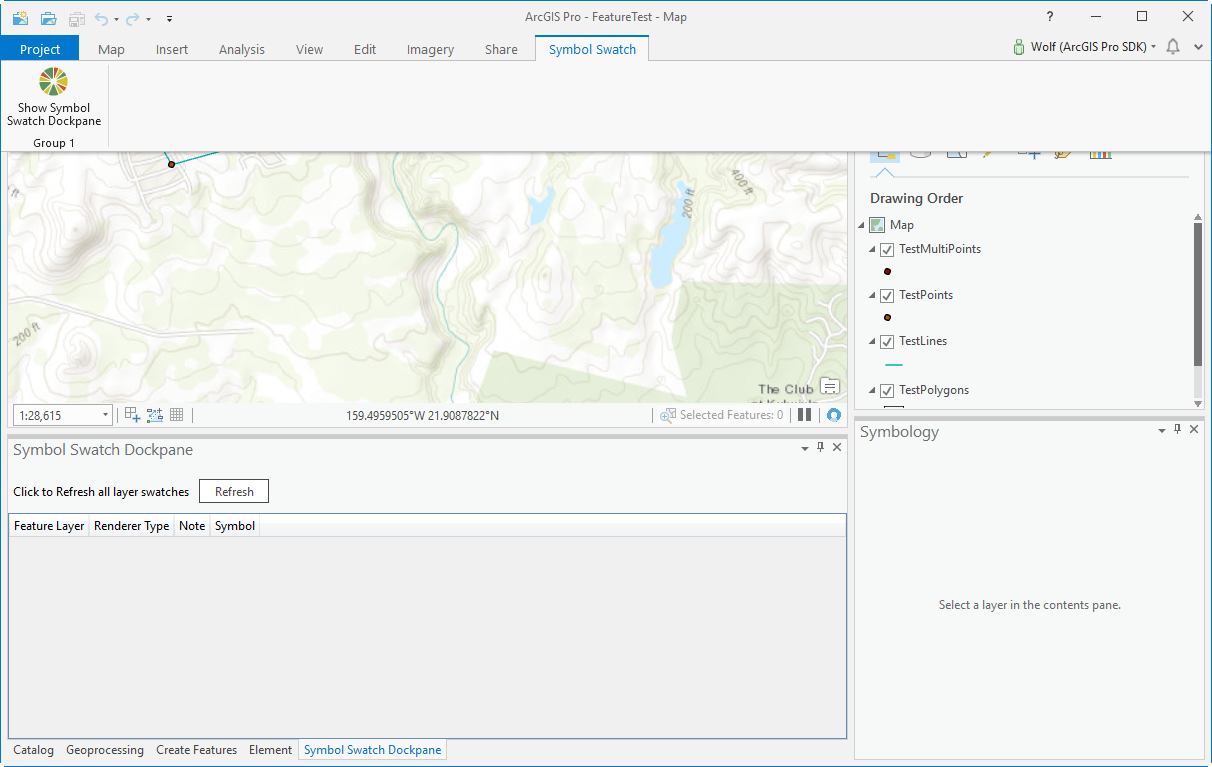 ArcGIS Pro - FeatureTest - Map
?
Project
Map
Insert
Analysis
View
Edit
Imagery
Share
Symbol Swatch
Wolf (ArcGIS Pro SDK)
Show Symbol
Swatch Dockpane
Group 1
ft
200 ft
400 ft
200 ft
The Club
Drawing Order
Map
TestMultiPoints
TestPoints
TestLines
TestPolygons
1:28,615
159.4959505°W 21.9087822°N
Selected Features: 0
Symbol Swatch Dockpane
Click to Refresh all layer swatches
Refresh
Feature Layer
Renderer Type
Note
Symbol
Symbology
Select a layer in the contents pane.
Catalog
Geoprocessing
Create Features
Element
Symbol Swatch Dockpane